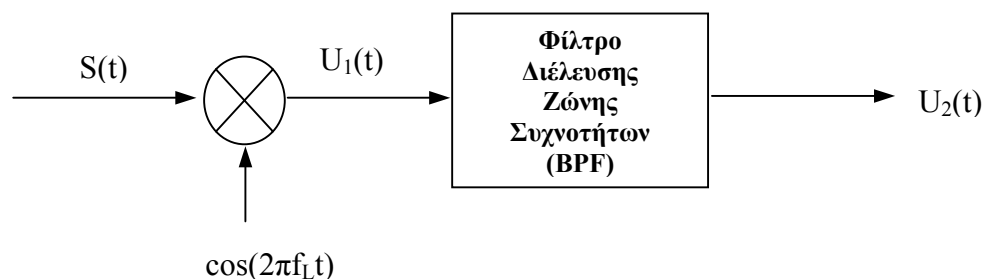 S(t)
U₁(t)
Φίλτρο
Διέλευσης
Ζώνης
Συχνοτήτων
(BPF)
U₂(t)
cos(2πf_Lt)